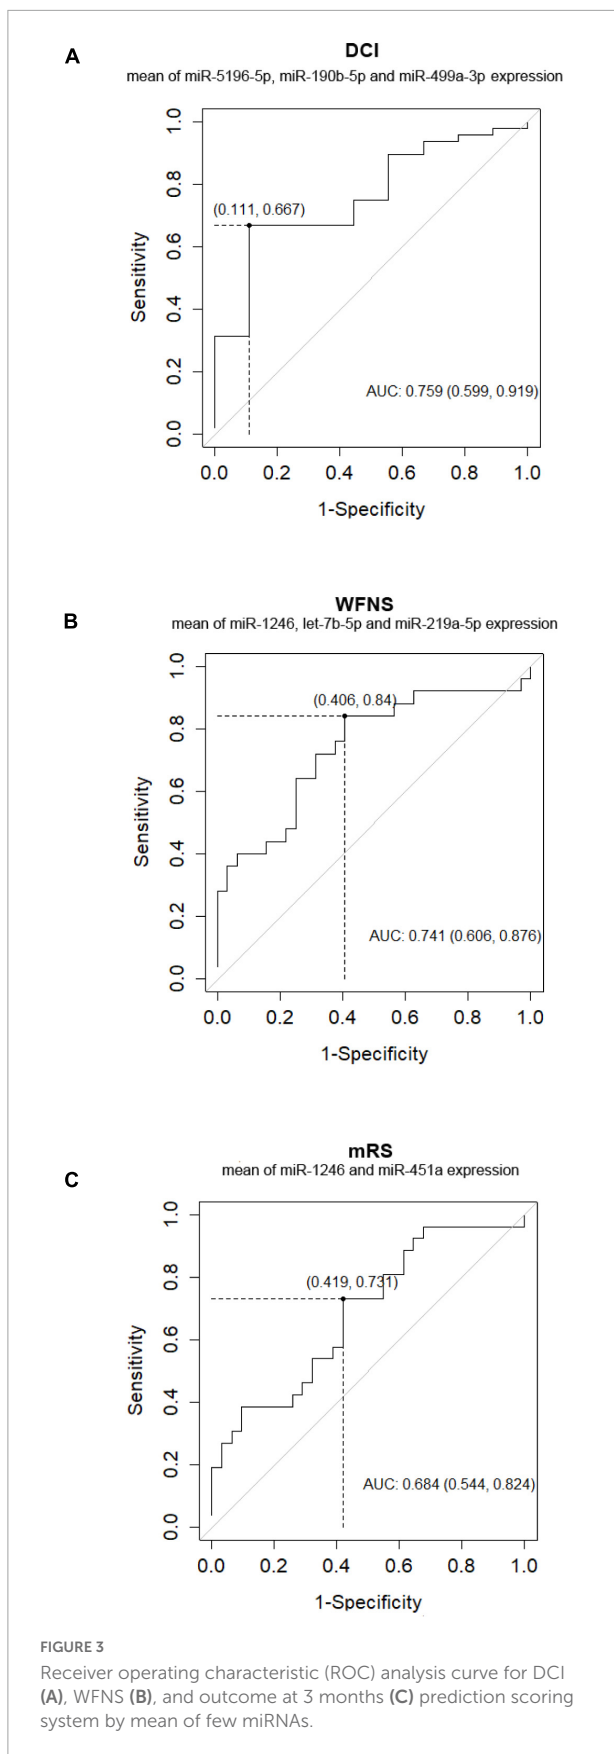 A
DCI
mean of miR-5196-5p, miR-190b-5p and miR-499a-3p expression
1.0
0.8
(0.111, 0.667)
0.6
Sensitivity
0.4
0.2
AUC: 0.759 (0.599, 0.919)
0.0
0.0 0.2 0.4 0.6 0.8 1.0
1-Specificity
B
WFNS
mean of miR-1246, let-7b-5p and miR-219a-5p expression
1.0
(0.406, 0.84)
0.8
0.6
Sensitivity
0.4
0.2
AUC: 0.741 (0.606, 0.876)
0.0
0.0 0.2 0.4 0.6 0.8 1.0
1-Specificity
C
mRS
mean of miR-1246 and miR-451a expression
1.0
0.8
(0.419, 0.731)
0.6
Sensitivity
0.4
0.2
AUC: 0.684 (0.544, 0.824)
0.0
0.0 0.2 0.4 0.6 0.8 1.0
1-Specificity
FIGURE 3
Receiver operating characteristic (ROC) analysis curve for DCI
(A), WFNS (B), and outcome at 3 months (C) prediction scoring
system by mean of few miRNAs.